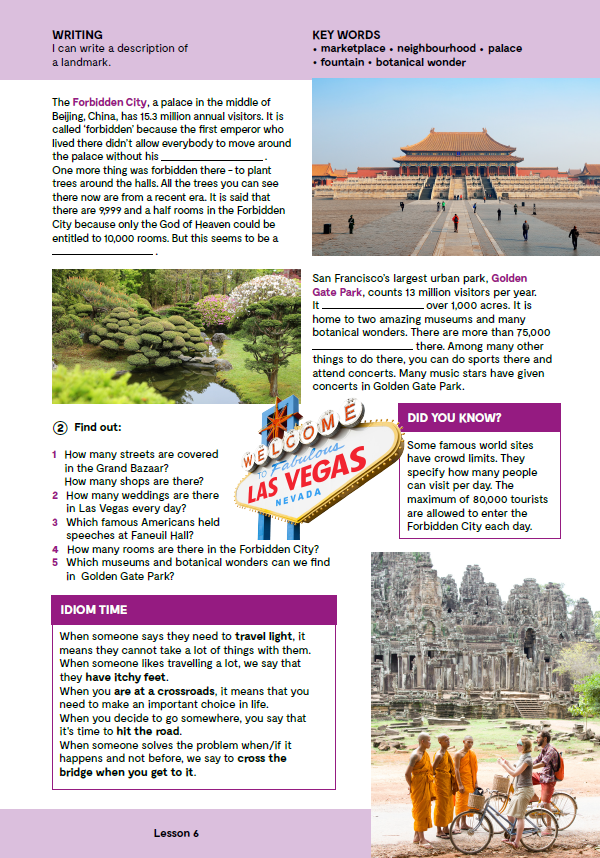 WRITING
I can write a description of
a landmark.
KEY WORDS
• marketplace • neighbourhood • palace
• fountain • botanical wonder
The Forbidden City, a palace in the middle of
Beijing, China, has 15.3 million annual visitors. It is
called 'forbidden' because the first emperor who
lived there didn't allow everybody to move around
the palace without his ____________________ .
One more thing was forbidden there – to plant
trees around the halls. All the trees you can see
there now are from a recent era. It is said that
there are 9,999 and a half rooms in the Forbidden
City because only the God of Heaven could be
entitled to 10,000 rooms. But this seems to be a
____________________ .
San Francisco's largest urban park, Golden
Gate Park, counts 13 million visitors per year.
It ____________________ over 1,000 acres. It is
home to two amazing museums and many
botanical wonders. There are more than 75,000
____________________ there. Among many other
things to do there, you can do sports there and
attend concerts. Many music stars have given
concerts in Golden Gate Park.
2 Find out:
1 How many streets are covered
in the Grand Bazaar?
How many shops are there?
2 How many weddings are there
in Las Vegas every day?
3 Which famous Americans held
speeches at Faneuil Hall?
4 How many rooms are there in the Forbidden City?
5 Which museums and botanical wonders can we find
in Golden Gate Park?
WELCOME
TO Fabulous
LAS VEGAS
NEVADA
DID YOU KNOW?
Some famous world sites
have crowd limits. They
specify how many people
can visit per day. The
maximum of 80,000 tourists
are allowed to enter the
Forbidden City each day.
IDIOM TIME
When someone says they need to travel light, it
means they cannot take a lot of things with them.
When someone likes travelling a lot, we say that
they have itchy feet.
When you are at a crossroads, it means that you
need to make an important choice in life.
When you decide to go somewhere, you say that
it's time to hit the road.
When someone solves the problem when/if it
happens and not before, we say to cross the
bridge when you get to it.
Lesson 6